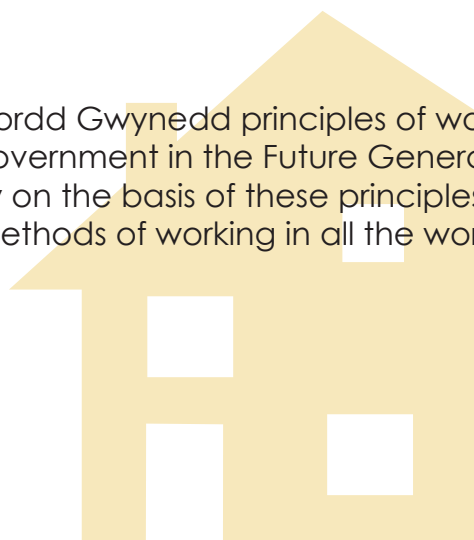 ordd Gwynedd principles of wo
overnment in the Future Genera
on the basis of these principles
ethods of working in all the wor